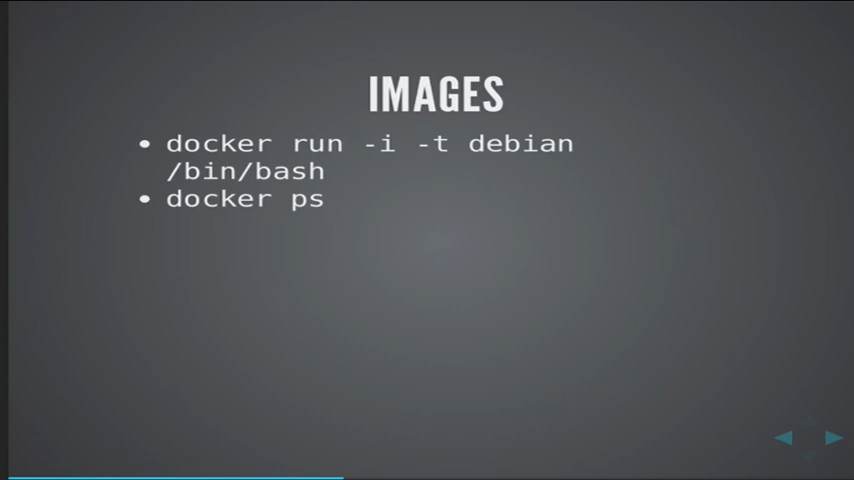 IMAGES
• docker run -i -t debian
/bin/bash
• docker ps